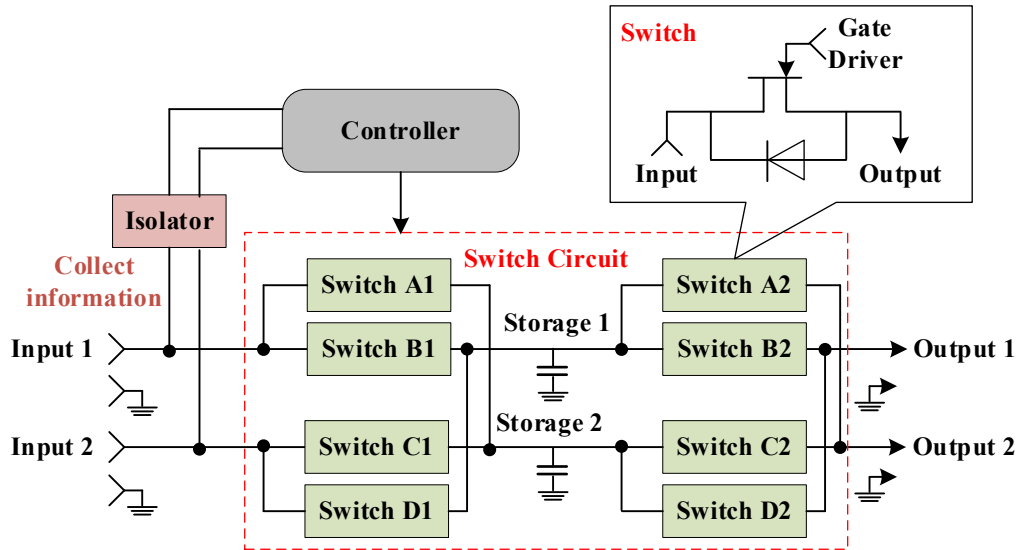 Switch
Gate
Driver
Input
Output
Controller
Isolator
Collect
information
Switch Circuit
Switch A1
Switch A2
Storage 1
Input 1
Switch B1
Switch B2
Output 1
Storage 2
Input 2
Switch C1
Switch C2
Output 2
Switch D1
Switch D2